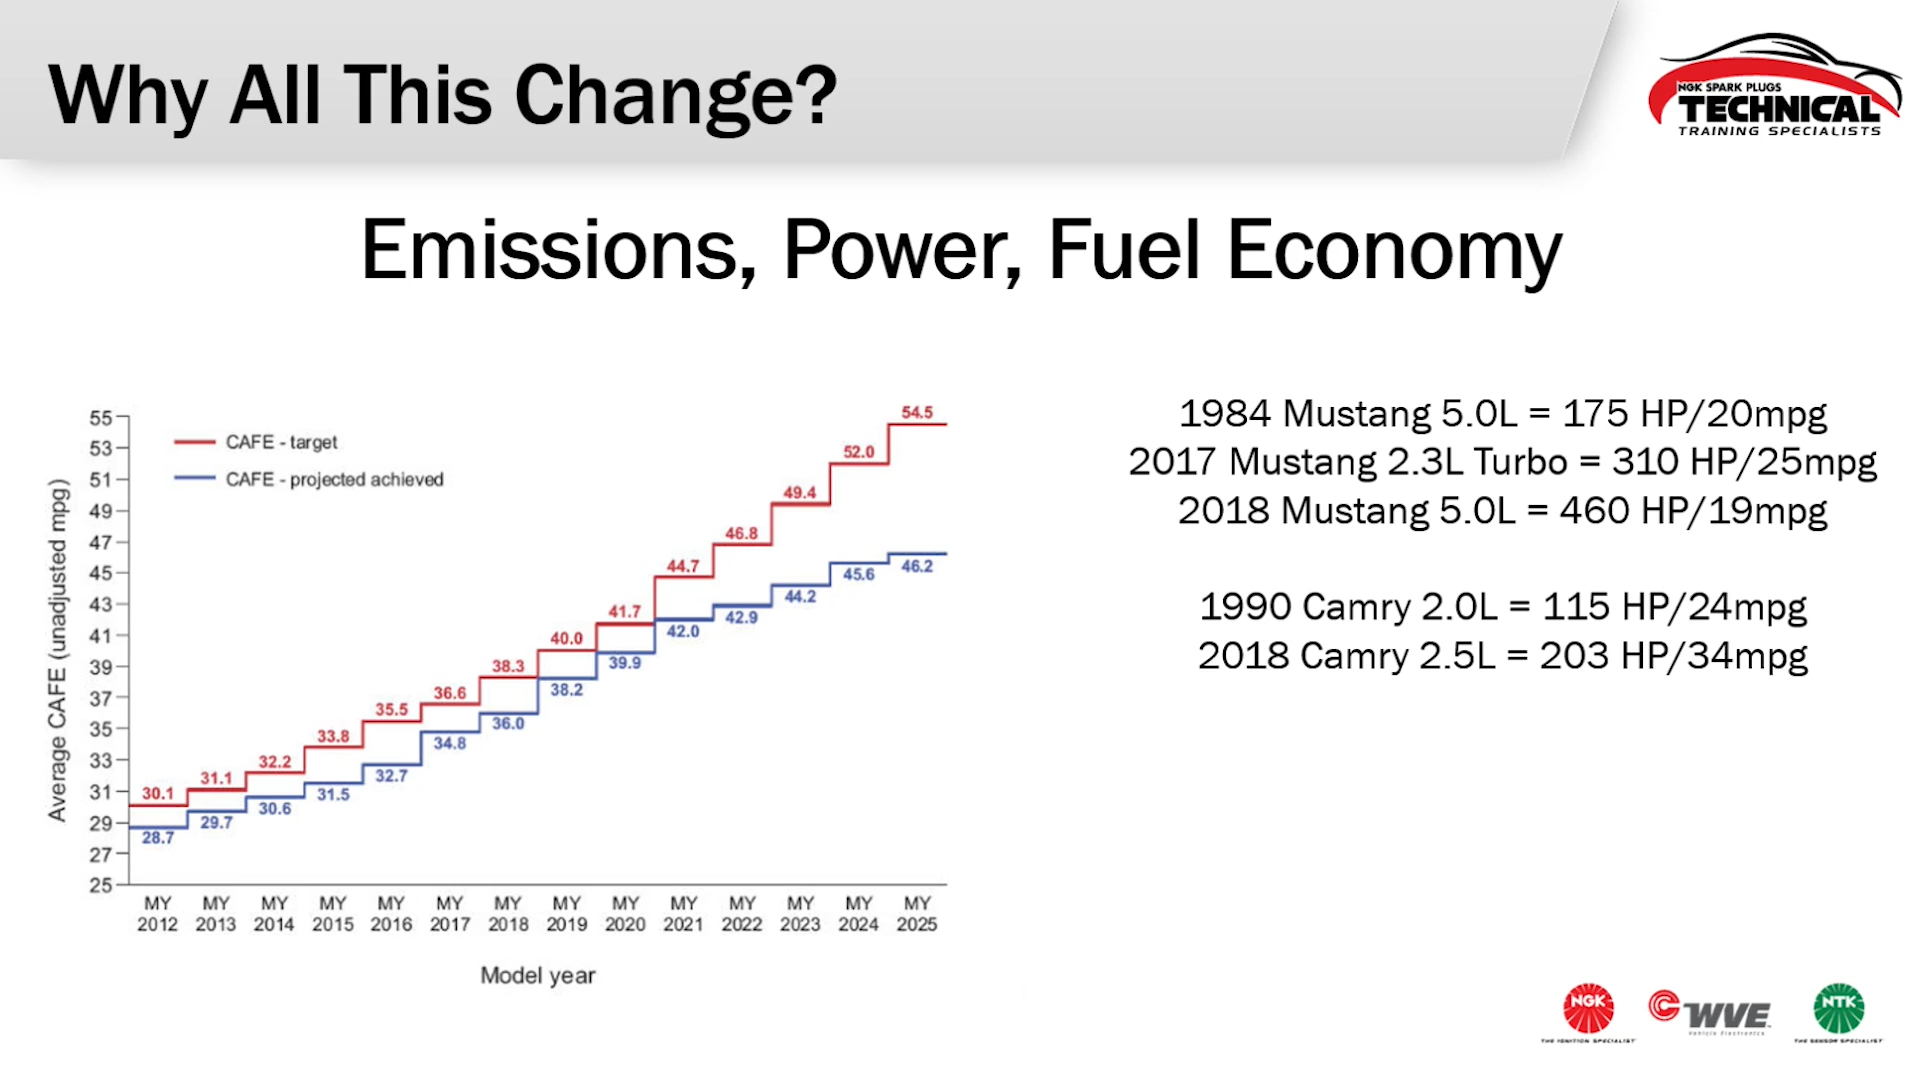 Why All This Change?
NGK SPARK PLUGS
TECHNICAL
TRAINING SPECIALISTS
Emissions, Power, Fuel Economy
CAFE - target
CAFE - projected achieved
Average CAFE (unadjusted mpg)
55
53
51
49
47
45
43
41
39
37
35
33
31
29
27
25
30.1
31.1
32.2
33.8
35.5
36.6
38.3
40.0
41.7
44.7
46.8
49.4
52.0
54.5
28.7
29.7
30.6
31.5
32.7
34.8
36.0
38.2
39.9
42.0
42.9
44.2
45.6
46.2
MY MY MY MY MY MY MY MY MY MY MY MY MY MY
2012 2013 2014 2015 2016 2017 2018 2019 2020 2021 2022 2023 2024 2025
Model year
1984 Mustang 5.0L = 175 HP/20mpg
2017 Mustang 2.3L Turbo = 310 HP/25mpg
2018 Mustang 5.0L = 460 HP/19mpg
1990 Camry 2.0L = 115 HP/24mpg
2018 Camry 2.5L = 203 HP/34mpg
NGK
THE IGNITION SPECIALIST
WVE
Vehicle Electronics
NTK
THE SENSOR SPECIALIST